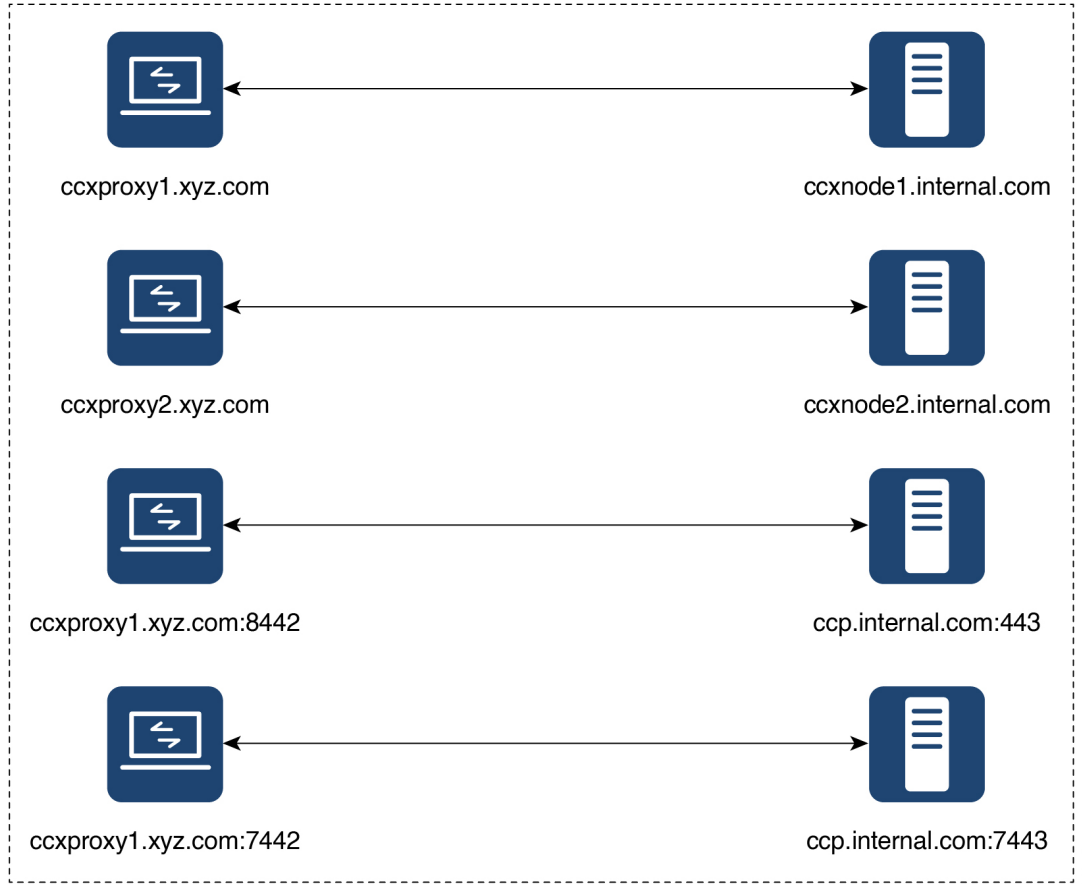 ccxproxy1.xyz.com
ccxnode1.internal.com
ccxproxy2.xyz.com
ccxnode2.internal.com
ccxproxy1.xyz.com:8442
ccp.internal.com:443
ccxproxy1.xyz.com:7442
ccp.internal.com:7443